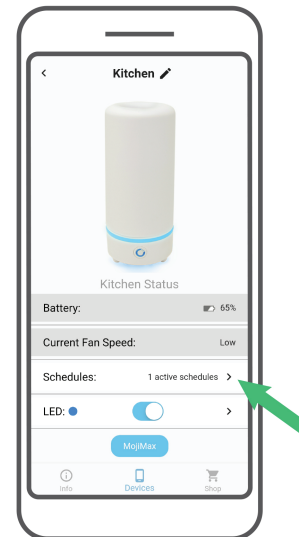 Kitchen
Kitchen Status
Battery: 65%
Current Fan Speed: Low
Schedules: 1 active schedules
LED:
MojiMax
Info Devices Shop